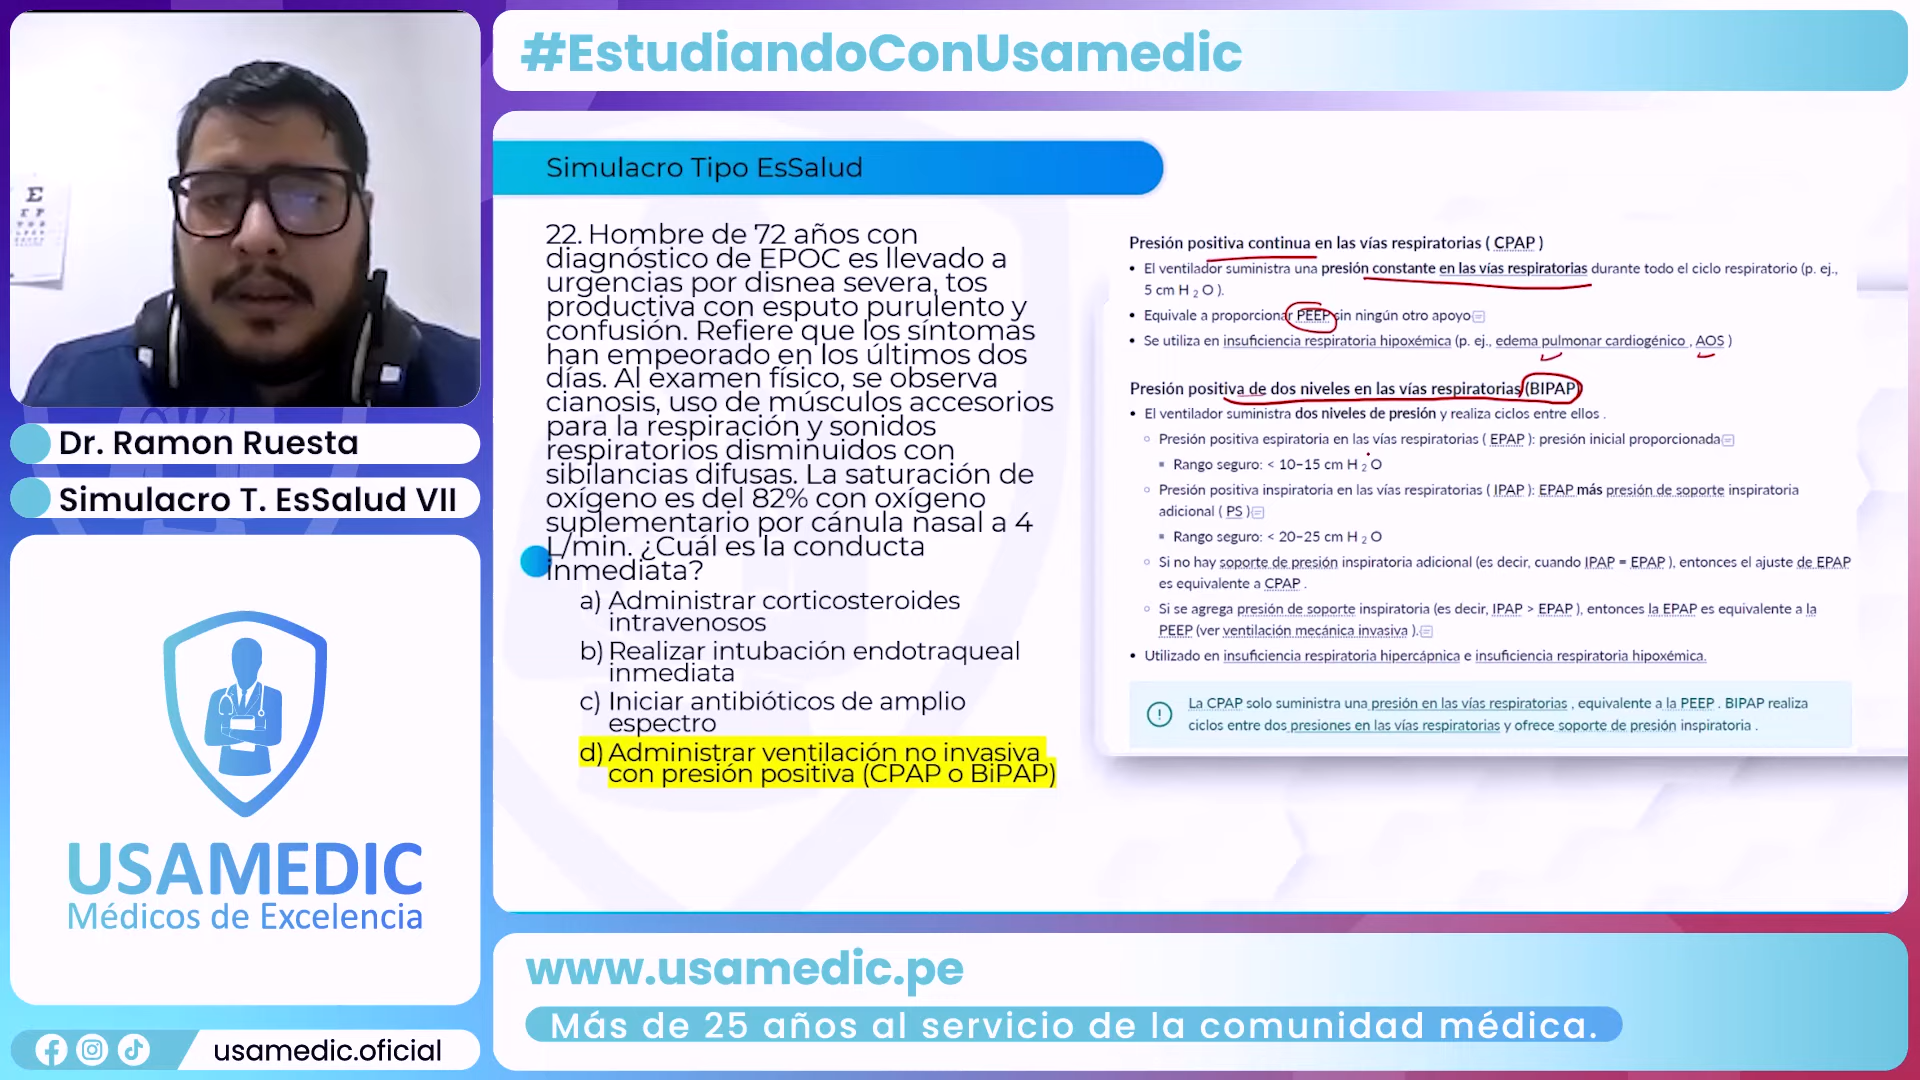 #EstudiandoConUsamedic
Simulacro Tipo EsSalud
22. Hombre de 72 años con
diagnóstico de EPOC es llevado a
urgencias por disnea severa, tos
productiva con esputo purulento y
confusión. Refiere que los síntomas
han empeorado en los últimos dos
días. Al examen físico, se observa
cianosis, uso de músculos accesorios
para la respiración y sonidos
respiratorios disminuidos con
sibilancias difusas. La saturación de
oxígeno es del 82% con oxígeno
suplementario por cánula nasal a 4
L/min. ¿Cuál es la conducta
inmediata?
a) Administrar corticosteroides
intravenosos
b) Realizar intubación endotraqueal
inmediata
c) Iniciar antibióticos de amplio
espectro
d) Administrar ventilación no invasiva
con presión positiva (CPAP o BiPAP)
Presión positiva continua en las vías respiratorias ( CPAP )
• El ventilador suministra una presión constante en las vías respiratorias durante todo el ciclo respiratorio (p. ej.,
5 cm H 2 O ).
• Equivale a proporcionar PEEP sin ningún otro apoyo
• Se utiliza en insuficiencia respiratoria hipoxémica (p. ej., edema pulmonar cardiogénico , AOS )
Presión positiva de dos niveles en las vías respiratorias (BIPAP)
• El ventilador suministra dos niveles de presión y realiza ciclos entre ellos .
○ Presión positiva espiratoria en las vías respiratorias ( EPAP ): presión inicial proporcionada
▪ Rango seguro: < 10–15 cm H 2 O
○ Presión positiva inspiratoria en las vías respiratorias ( IPAP ): EPAP más presión de soporte inspiratoria
adicional ( PS )
▪ Rango seguro: < 20–25 cm H 2 O
○ Si no hay soporte de presión inspiratoria adicional (es decir, cuando IPAP = EPAP ), entonces el ajuste de EPAP
es equivalente a CPAP .
○ Si se agrega presión de soporte inspiratoria (es decir, IPAP > EPAP ), entonces la EPAP es equivalente a la
PEEP (ver ventilación mecánica invasiva ).
• Utilizado en insuficiencia respiratoria hipercápnica e insuficiencia respiratoria hipoxémica.
La CPAP solo suministra una presión en las vías respiratorias , equivalente a la PEEP . BIPAP realiza
ciclos entre dos presiones en las vías respiratorias y ofrece soporte de presión inspiratoria .
Dr. Ramon Ruesta
Simulacro T. EsSalud VII
USAMEDIC
Médicos de Excelencia
usamedic.oficial
www.usamedic.pe
Más de 25 años al servicio de la comunidad médica.